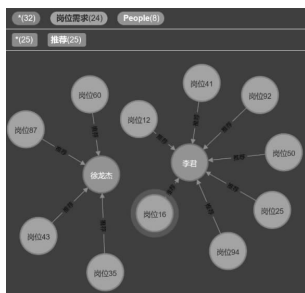 *(32) 岗位需求(24) People(8)
*(25) 推荐(25)
岗位41
岗位60
岗位92
岗位12
岗位87
岗位50
推荐
李君
徐龙杰
岗位16
岗位25
岗位43
岗位94
岗位35